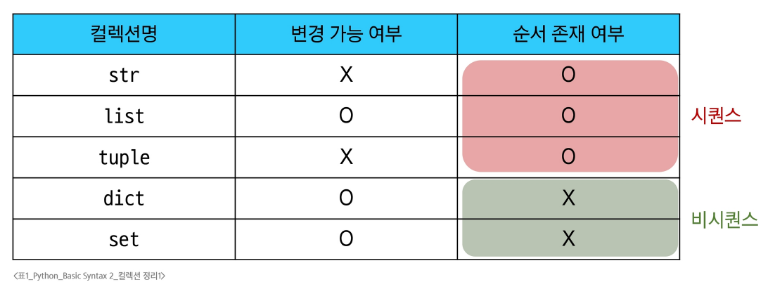 컬렉션명 변경 가능 여부 순서 존재 여부
str X O
list O O 시퀀스
tuple X O
dict O X
비시퀀스
set O X
<표1_Python_Basic Syntax 2_컬렉션 정리1>